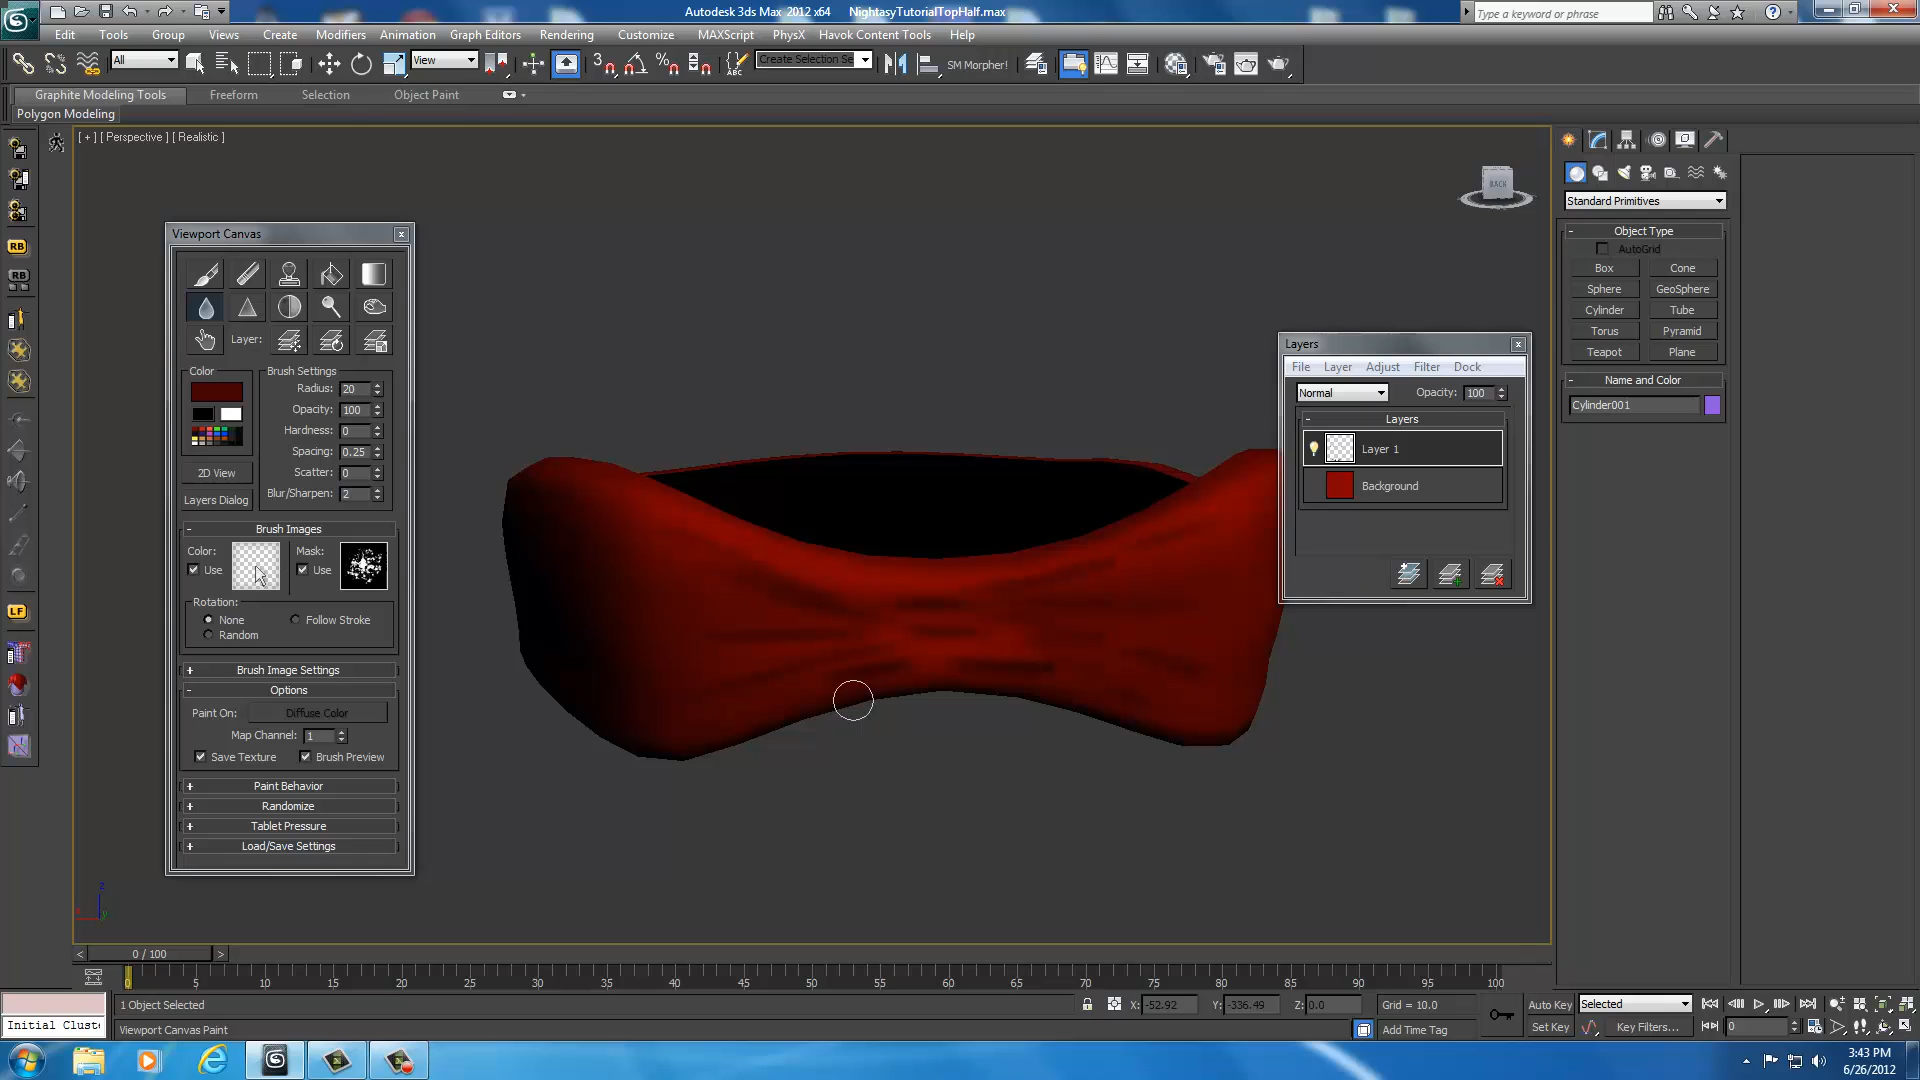 Autodesk 3ds Max 2012 x64 NightasyTutorialTopHalf.max
Type a keyword or phrase
Edit Tools Group Views Create Modifiers Animation Graph Editors Rendering Customize MAXScript PhysX Havok Content Tools Help
All View Create Selection Se SM Morpher!
Graphite Modeling Tools Freeform Selection Object Paint
Polygon Modeling
[ + ] [ Perspective ] [ Realistic ]
BACK
Standard Primitives
Object Type
AutoGrid
Box Cone
Sphere GeoSphere
Cylinder Tube
Torus Pyramid
Teapot Plane
Name and Color
Cylinder001
Viewport Canvas
Layer:
Color
Brush Settings
Radius: 20
Opacity: 100
Hardness: 0
Spacing: 0.25
Scatter: 0
Blur/Sharpen: 2
2D View
Layers Dialog
Brush Images
Color: Mask:
Use Use
Rotation:
None Follow Stroke
Random
Brush Image Settings
Options
Paint On: Diffuse Color
Map Channel: 1
Save Texture Brush Preview
Paint Behavior
Randomize
Tablet Pressure
Load/Save Settings
Layers
File Layer Adjust Filter Dock
Normal Opacity: 100
Layers
Layer 1
Background
RB
RB
LF
z
x
y
0 / 100
0 5 10 15 20 25 30 35 40 45 50 55 60 65 70 75 80 85 90 95 100
1 Object Selected X: -52.92 Y: -336.49 Z: 0.0 Grid = 10.0 Auto Key Selected
Initial Cluste Viewport Canvas Paint Add Time Tag Set Key Key Filters... 0
3:43 PM
6/26/2012